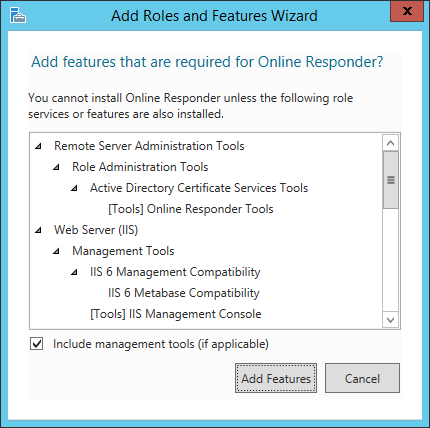 Add Roles and Features Wizard
Add features that are required for Online Responder?
You cannot install Online Responder unless the following role
services or features are also installed.
Remote Server Administration Tools
Role Administration Tools
Active Directory Certificate Services Tools
[Tools] Online Responder Tools
Web Server (IIS)
Management Tools
IIS 6 Management Compatibility
IIS 6 Metabase Compatibility
[Tools] IIS Management Console
Include management tools (if applicable)
Add Features Cancel